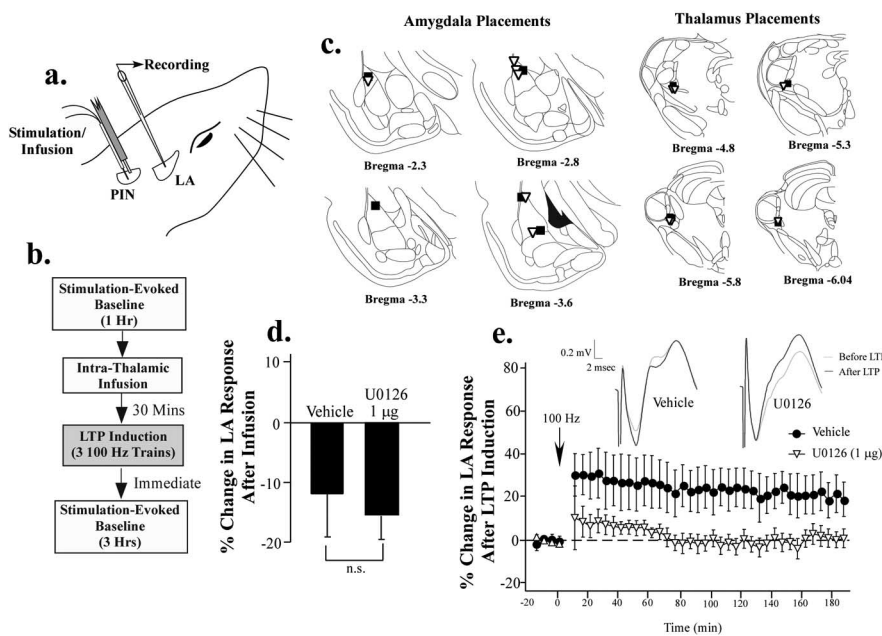 a.
Recording
Stimulation/
Infusion
PIN
LA
b.
Stimulation-Evoked
Baseline
(1 Hr)
Intra-Thalamic
Infusion
30 Mins
LTP Induction
(3 100 Hz Trains)
Immediate
Stimulation-Evoked
Baseline
(3 Hrs)
c.
Amygdala Placements
Thalamus Placements
Bregma -2.3
Bregma -2.8
Bregma -4.8
Bregma -5.3
Bregma -3.3
Bregma -3.6
Bregma -5.8
Bregma -6.04
d.
% Change in LA Response
After Infusion
10
0
-10
-20
Vehicle
U0126
1 µg
n.s.
e.
% Change in LA Response
After LTP Induction
80
60
40
20
0
-20
0.2 mV
2 msec
Vehicle
U0126
Before LT
After LTP
100 Hz
Vehicle
U0126 (1 µg)
-20 0 20 40 60 80 100 120 140 160 180
Time (min)